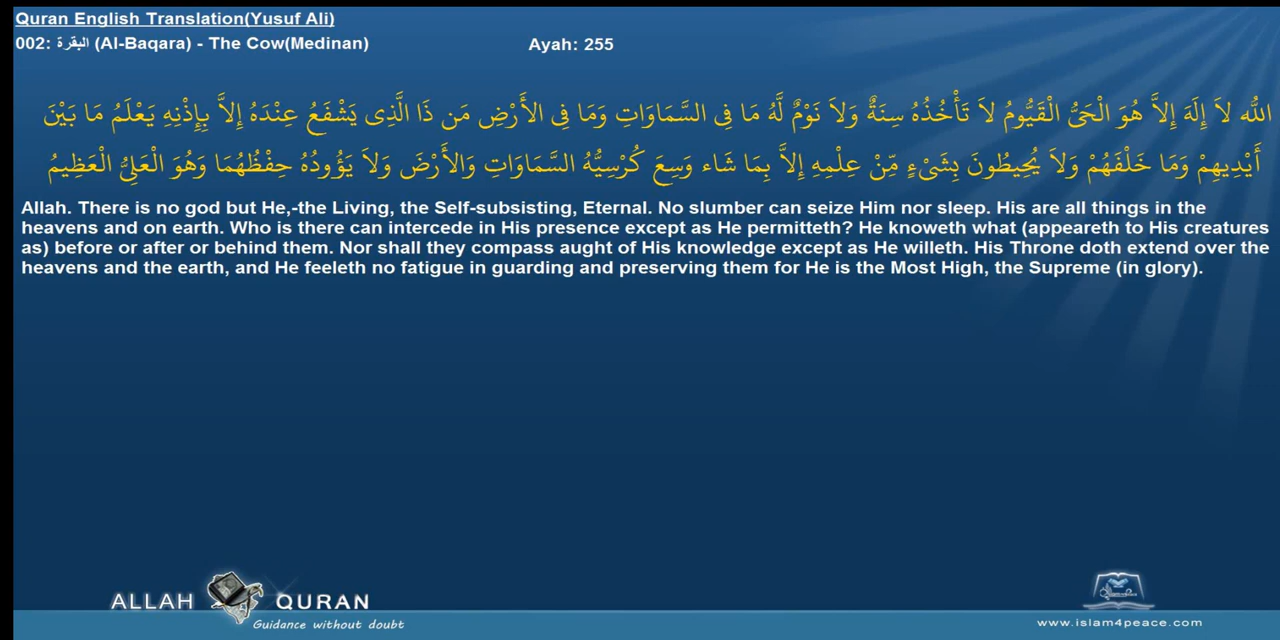 Quran English Translation(Yusuf Ali)
002: البقرة (Al-Baqara) - The Cow(Medinan)
Ayah: 255
اللّٰه لاَ إِلَهَ إِلاَّ هُوَ الْحَىُّ الْقَيُّومُ لاَ تَأْخُذُهُ سِنَةٌ وَلاَ نَوْمٌ لَّهُ مَا فِى السَّمَاوَاتِ وَمَا فِى الأَرْضِ مَن ذَا الَّذِى يَشْفَعُ عِنْدَهُ إِلاَّ بِإِذْنِهِ يَعْلَمُ مَا بَيْنَ
أَيْدِيهِمْ وَمَا خَلْفَهُمْ وَلاَ يُحِيطُونَ بِشَىْءٍ مِّنْ عِلْمِهِ إِلاَّ بِمَا شَاء وَسِعَ كُرْسِيُّهُ السَّمَاوَاتِ وَالأَرْضَ وَلاَ يَؤُودُهُ حِفْظُهُمَا وَهُوَ الْعَلِىُّ الْعَظِيمُ
Allah. There is no god but He,-the Living, the Self-subsisting, Eternal. No slumber can seize Him nor sleep. His are all things in the
heavens and on earth. Who is there can intercede in His presence except as He permitteth? He knoweth what (appeareth to His creatures
as) before or after or behind them. Nor shall they compass aught of His knowledge except as He willeth. His Throne doth extend over the
heavens and the earth, and He feeleth no fatigue in guarding and preserving them for He is the Most High, the Supreme (in glory).
ALLAH QURAN
Guidance without doubt
www.islam4peace.com